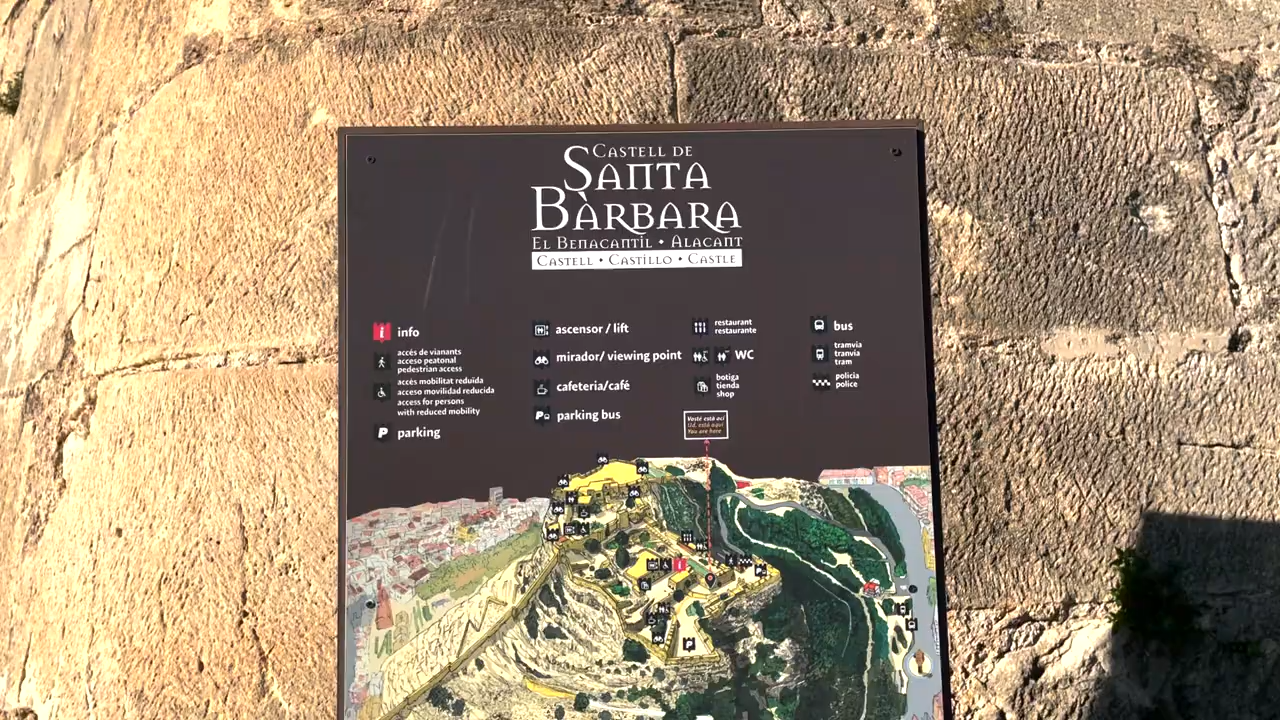 CASTELL DE
SANTA
BÀRBARA
EL BENACANTIL • ALACANT
CASTELL • CASTILLO • CASTLE
i info
accés de vianants
acceso peatonal
pedestrian access
accés mobilitat reduïda
acceso movilidad reducida
access for persons
with reduced mobility
P parking
ascensor / lift
mirador/ viewing point
cafeteria/café
P parking bus
restaurant
restaurante
WC
botiga
tienda
shop
bus
tramvia
tranvia
tram
policia
police
Vosté està ací
Ud. está aquí
You are here
i
P